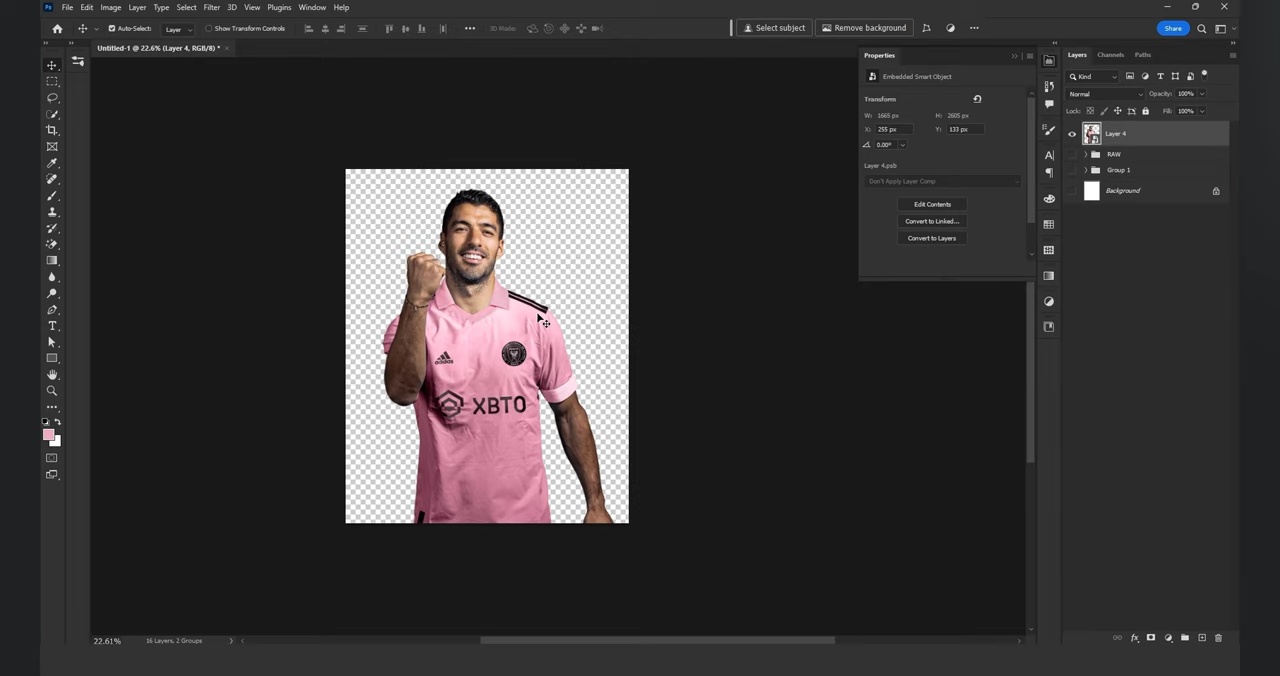 Ps File Edit Image Layer Type Select Filter 3D View Plugins Window Help
Auto-Select: Layer Show Transform Controls 3D Mode: Select subject Remove background Share
Untitled-1 @ 22.6% (Layer 4, RGB/8) * ×
Properties
Embedded Smart Object
Transform
W: 1665 px H: 2605 px
X: 255 px Y: 133 px
0.00°
Layer 4.psb
Don't Apply Layer Comp
Edit Contents
Convert to Linked...
Convert to Layers
Layers Channels Paths
Kind
Normal Opacity: 100%
Lock: Fill: 100%
Layer 4
RAW
Group 1
Background
adidas
XBTO
22.61% 16 Layers, 2 Groups